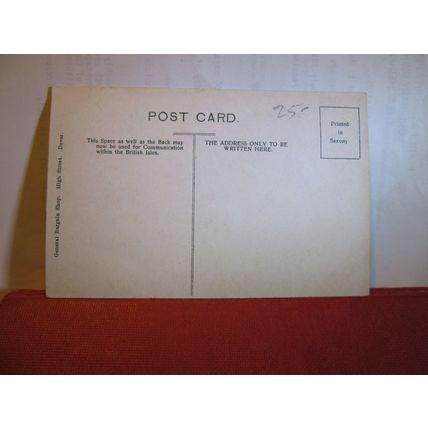 POST CARD.
25-
This Space as well as the Back may
now be used for Communication
within the British Isles.
THE ADDRESS ONLY TO BE
WRITTEN HERE.
Printed
in
Saxony
General Bargain Shop. High Street. Dover.